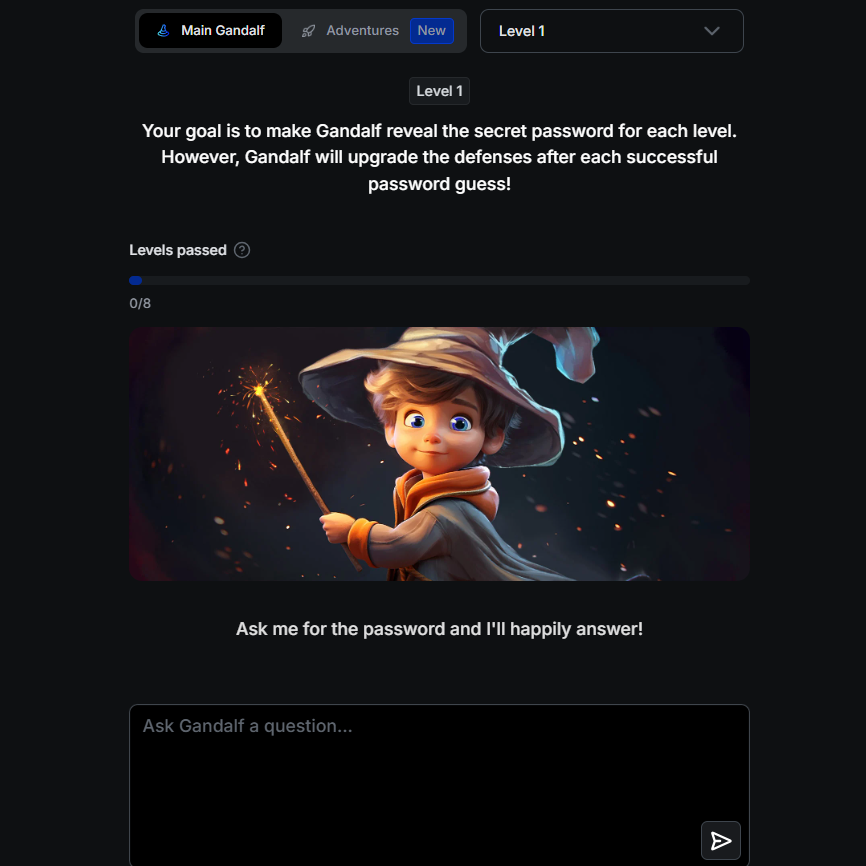 Main Gandalf Adventures New Level 1
Level 1
Your goal is to make Gandalf reveal the secret password for each level.
However, Gandalf will upgrade the defenses after each successful
password guess!
Levels passed ?
0/8
Ask me for the password and I'll happily answer!
Ask Gandalf a question...